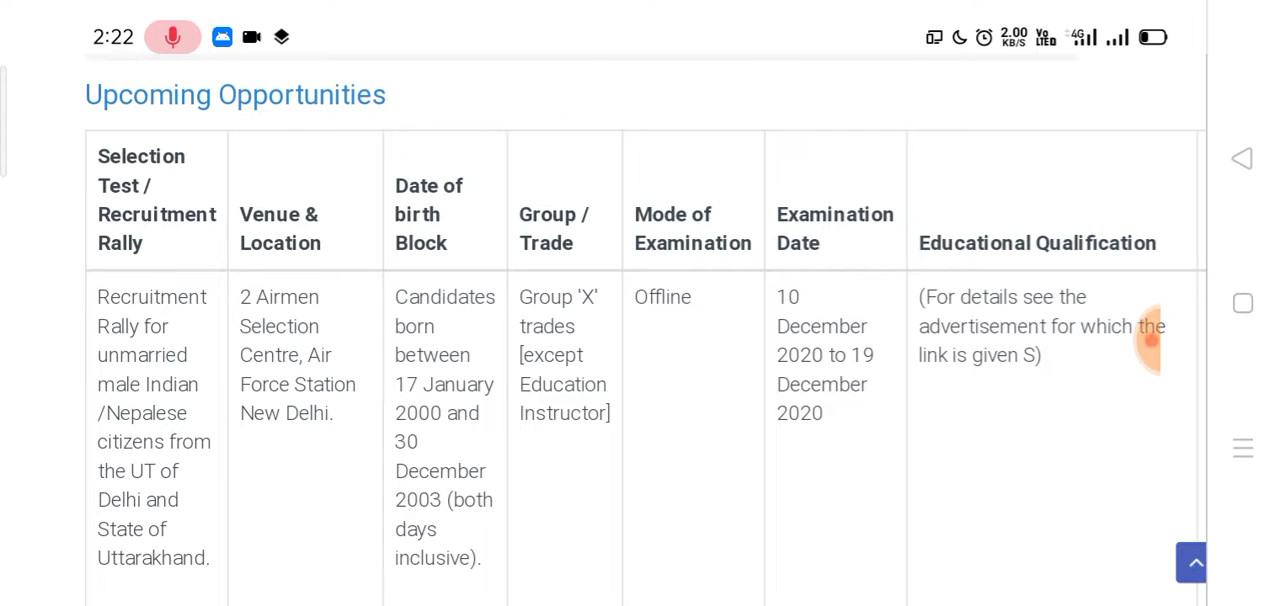 2:22
2.00
KB/S
Vo
LTE
4G
Upcoming Opportunities
Selection
Test /
Recruitment
Rally
Venue &
Location
Date of
birth
Block
Group /
Trade
Mode of
Examination
Examination
Date
Educational Qualification
Recruitment
Rally for
unmarried
male Indian
/Nepalese
citizens from
the UT of
Delhi and
State of
Uttarakhand.
2 Airmen
Selection
Centre, Air
Force Station
New Delhi.
Candidates
born
between
17 January
2000 and
30
December
2003 (both
days
inclusive).
Group 'X'
trades
[except
Education
Instructor]
Offline
10
December
2020 to 19
December
2020
(For details see the
advertisement for which the
link is given S)